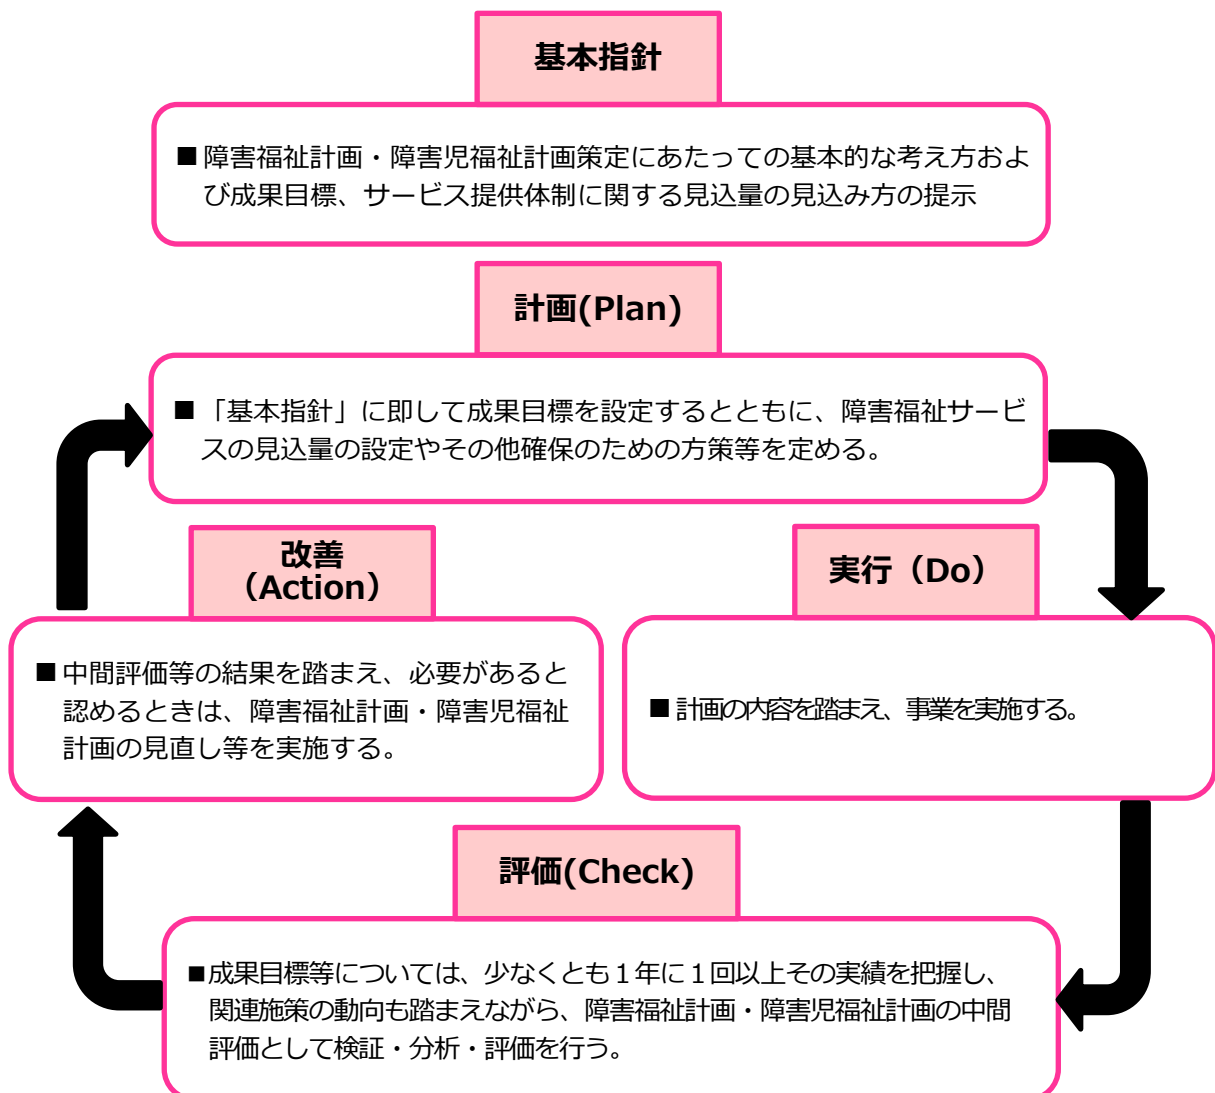 基本指針
■ 障害福祉計画・障害児福祉計画策定にあたっての基本的な考え方およ
び成果目標、サービス提供体制に関する見込量の見込み方の提示
計画(Plan)
■ 「基本指針」に即して成果目標を設定するとともに、障害福祉サービ
スの見込量の設定やその他確保のための方策等を定める。
改善
（Action）
■ 中間評価等の結果を踏まえ、必要があると
認めるときは、障害福祉計画・障害児福祉
計画の見直し等を実施する。
実行（Do）
■ 計画の内容を踏まえ、事業を実施する。
評価(Check)
■成果目標等については、少なくとも１年に１回以上その実績を把握し、
関連施策の動向も踏まえながら、障害福祉計画・障害児福祉計画の中間
評価として検証・分析・評価を行う。